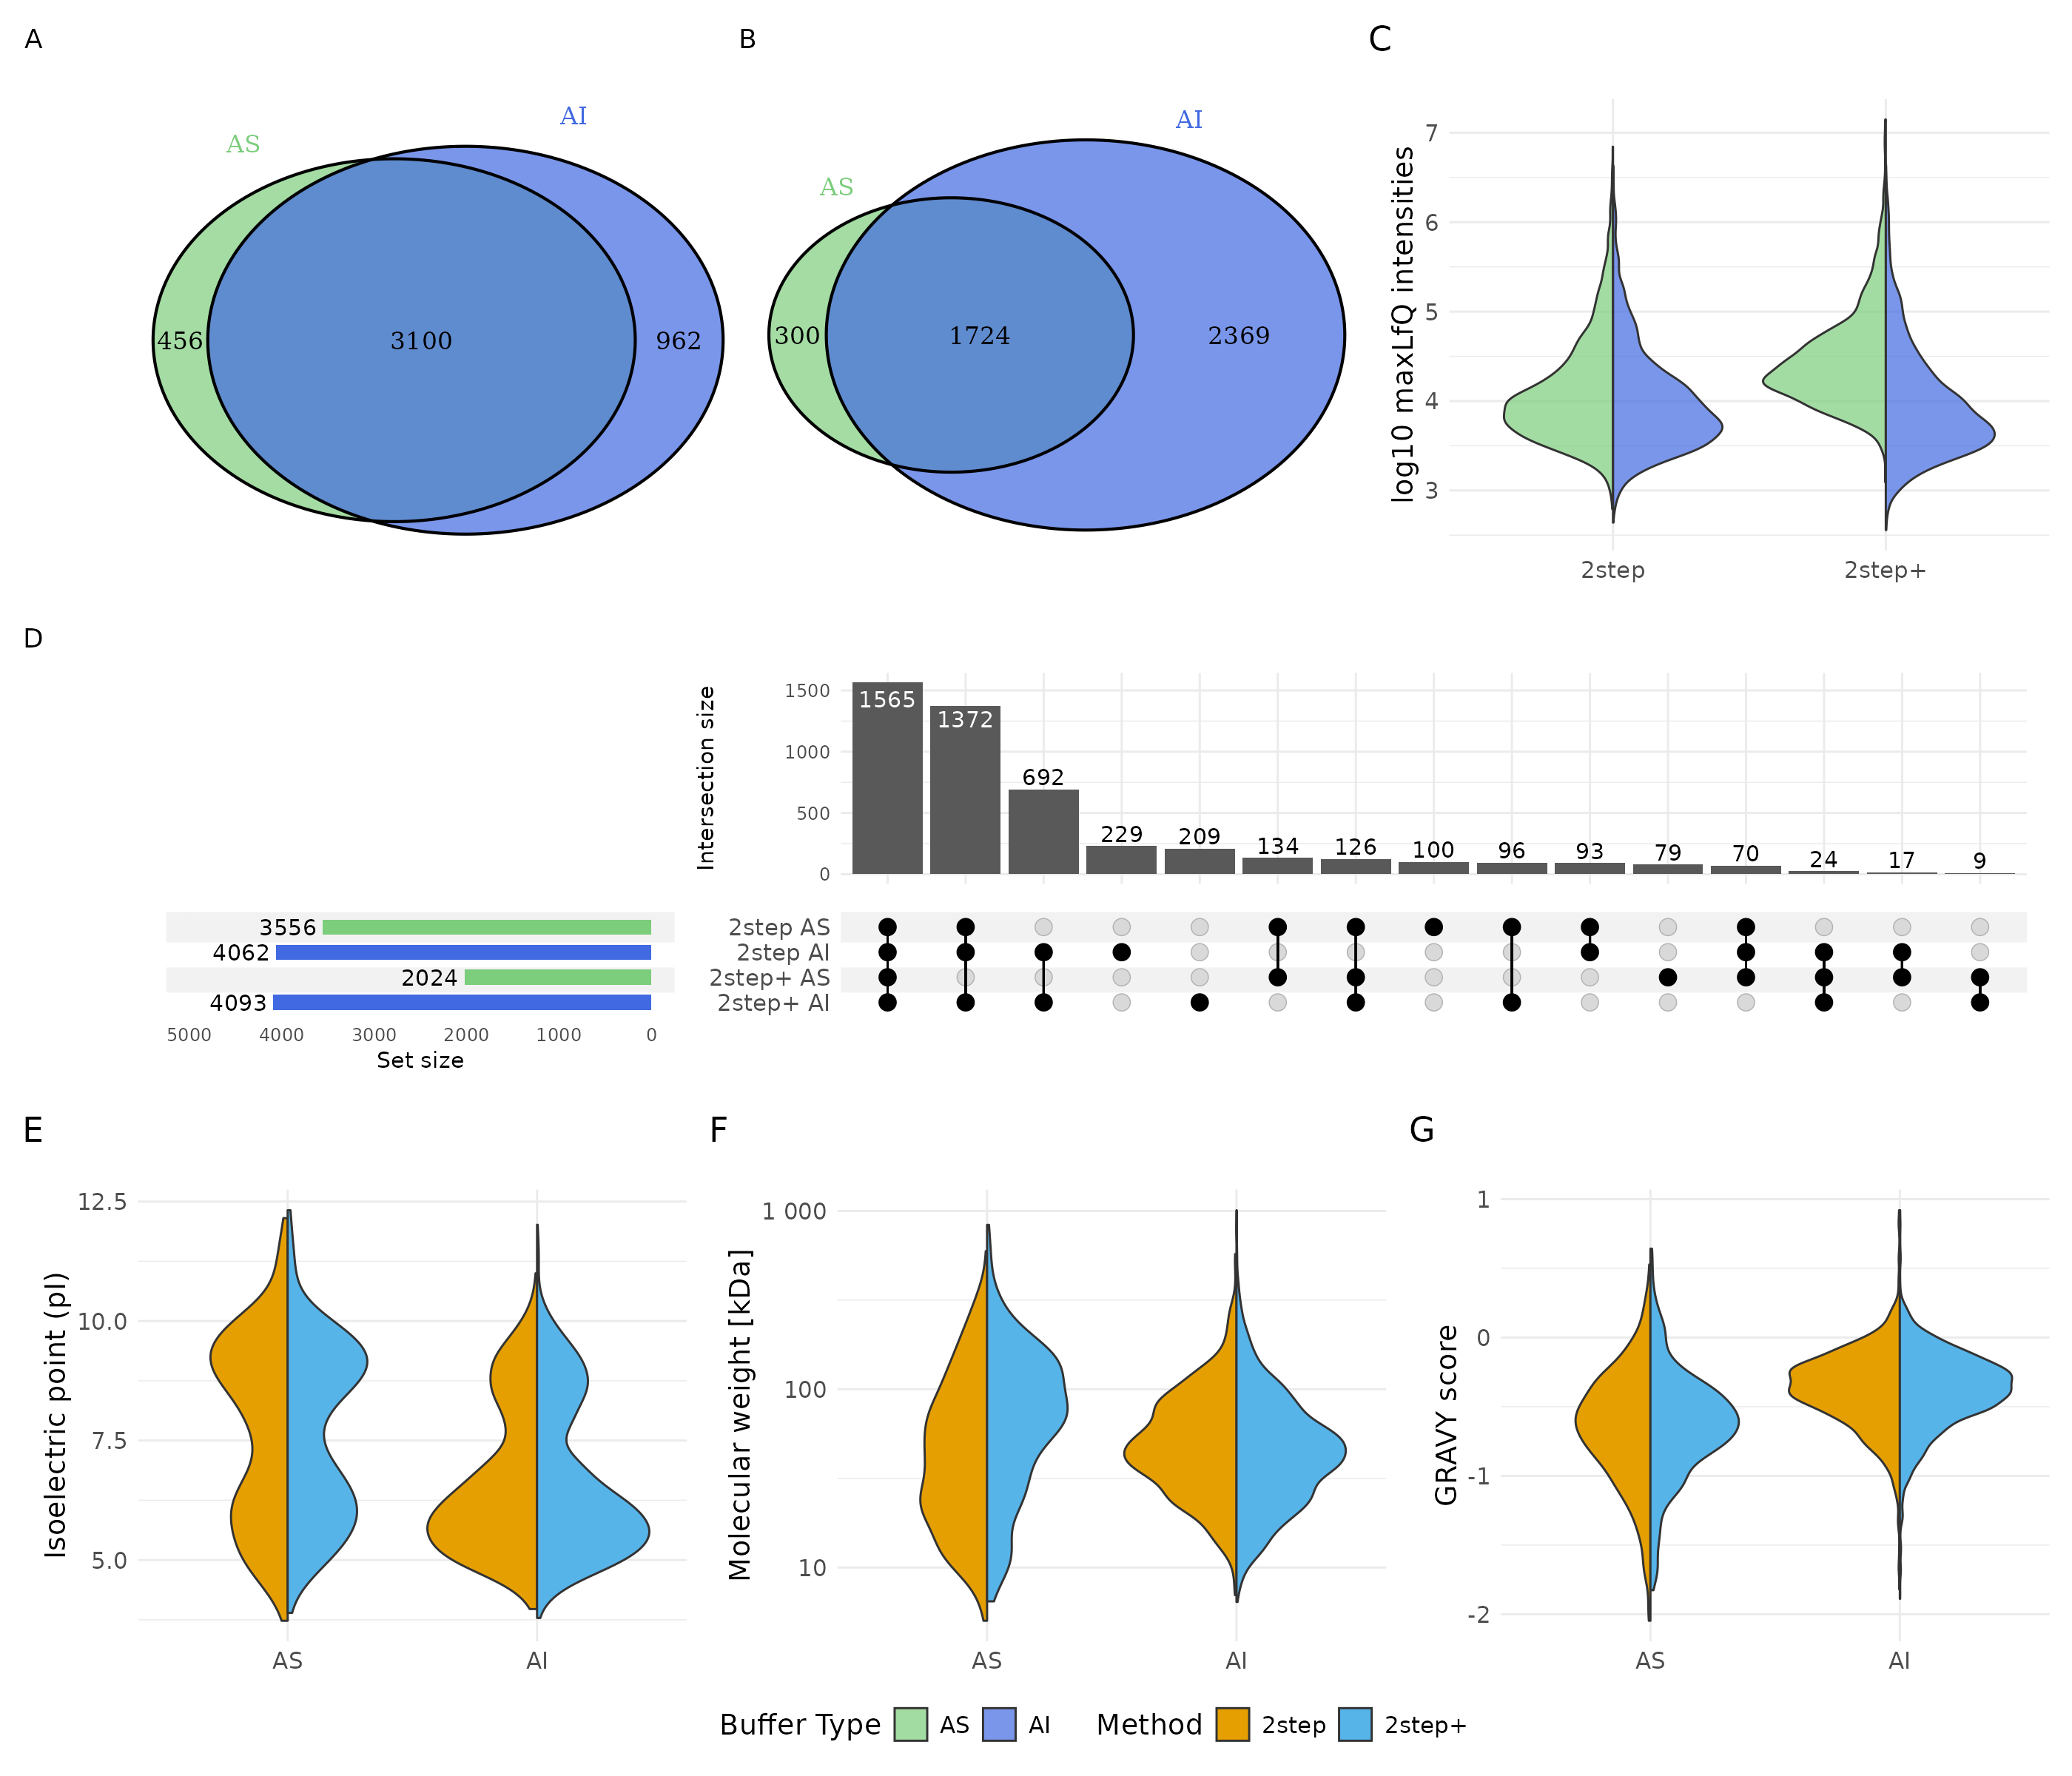 A
B
C
AS
AI
456
3100
962
AS
AI
300
1724
2369
log10 maxLfQ intensities
7
6
5
4
3
2step
2step+
D
Intersection size
1500
1000
500
0
1565
1372
692
229
209
134
126
100
96
93
79
70
24
17
9
3556
4062
2024
4093
5000
4000
3000
2000
1000
0
Set size
2step AS
2step AI
2step+ AS
2step+ AI
E
Isoelectric point (pI)
12.5
10.0
7.5
5.0
AS
AI
F
Molecular weight [kDa]
1 000
100
10
AS
AI
G
GRAVY score
1
0
-1
-2
AS
AI
Buffer Type AS AI Method 2step 2step+